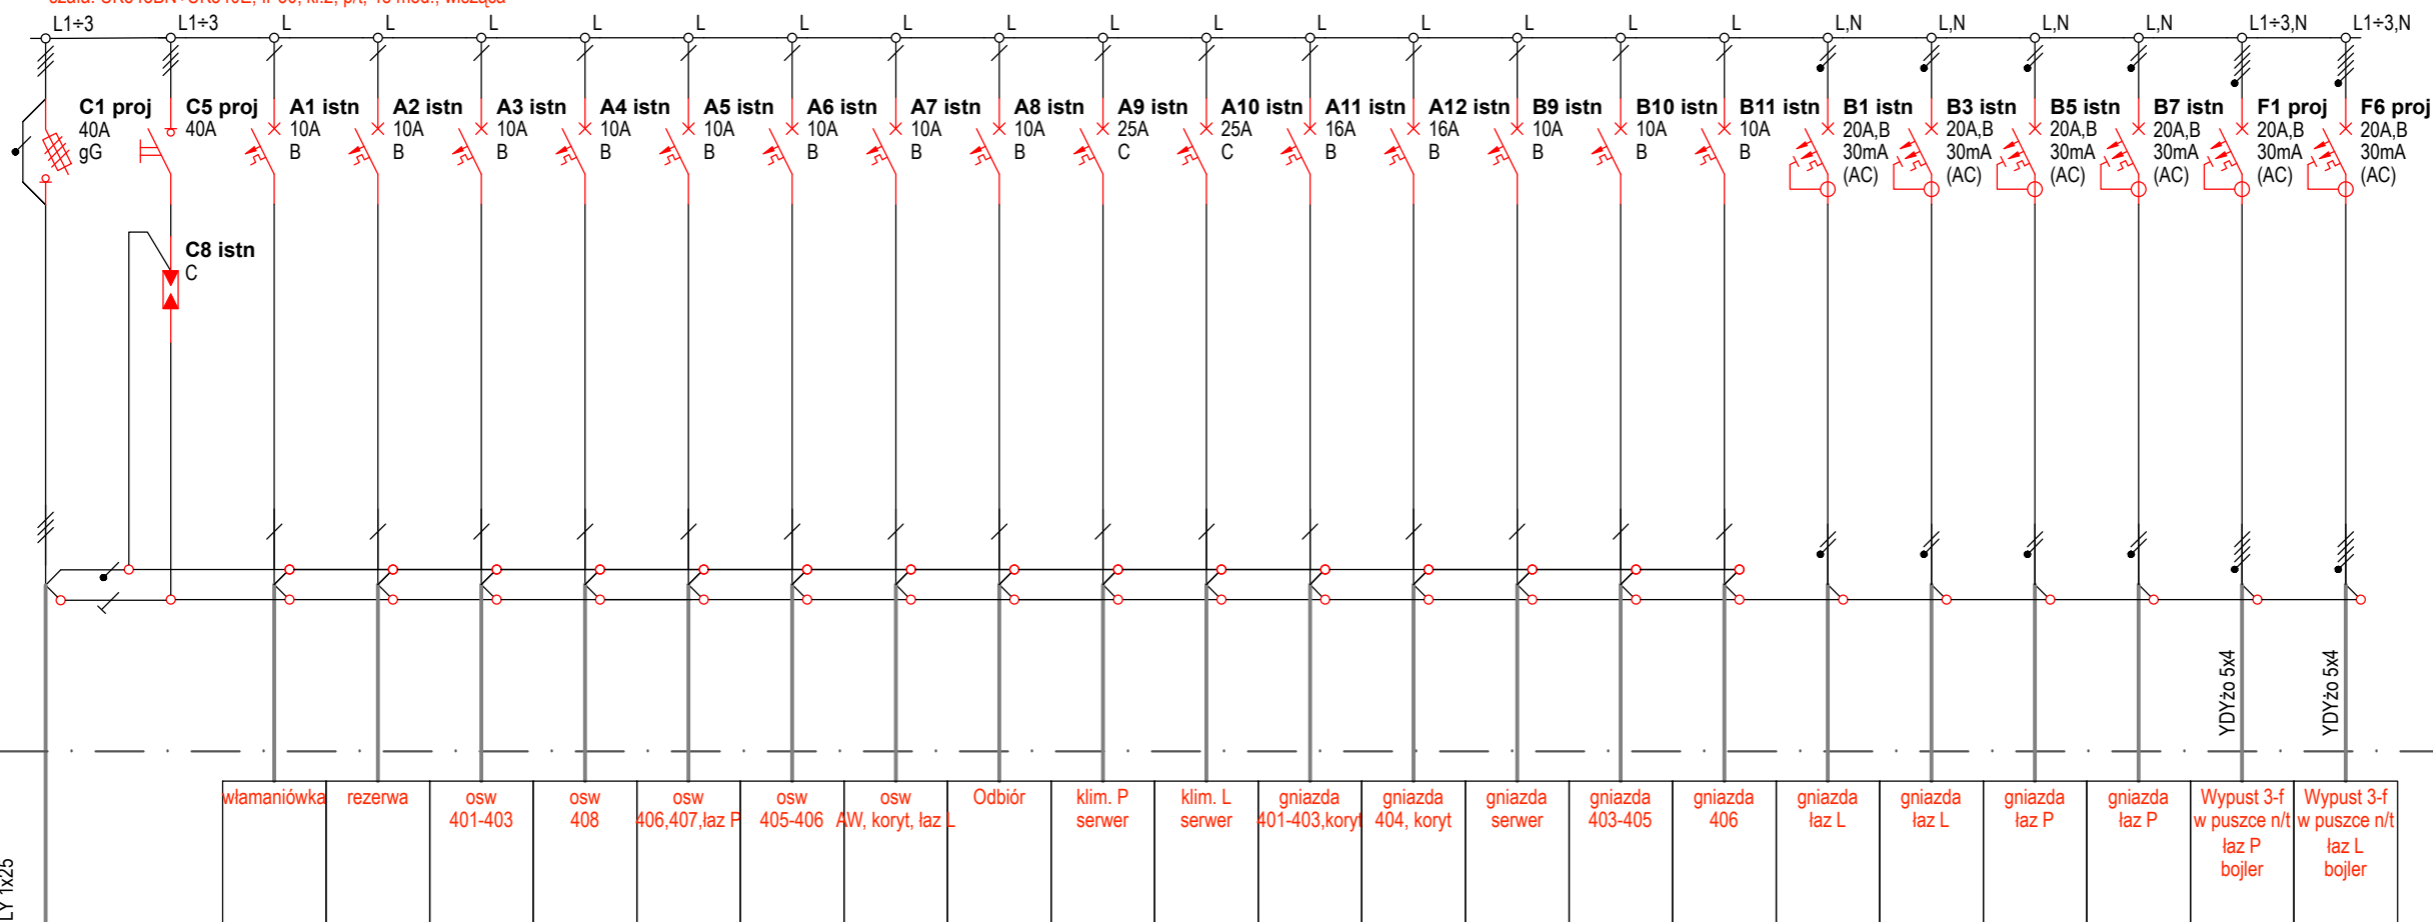 L1÷3 L1÷3 L L L L L L L L L L L L L L L L,N L,N L,N L,N L1÷3,N L1÷3,N
C1 proj
40A
gG
C5 proj
40A
C8 istn
C
A1 istn
10A
B
A2 istn
10A
B
A3 istn
10A
B
A4 istn
10A
B
A5 istn
10A
B
A6 istn
10A
B
A7 istn
10A
B
A8 istn
10A
B
A9 istn
25A
C
A10 istn
25A
C
A11 istn
16A
B
A12 istn
16A
B
B9 istn
10A
B
B10 istn
10A
B
B11 istn
10A
B
B1 istn
20A,B
30mA
(AC)
B3 istn
20A,B
30mA
(AC)
B5 istn
20A,B
30mA
(AC)
B7 istn
20A,B
30mA
(AC)
F1 proj
20A,B
30mA
(AC)
F6 proj
20A,B
30mA
(AC)
YDYżo 5x4
YDYżo 5x4
LY 1x25
włamaniówka
rezerwa
osw
401-403
osw
408
osw
406,407,łaz P
osw
405-406
osw
AW, koryt, łaz L
Odbiór
klim. P
serwer
klim. L
serwer
gniazda
401-403,koryt
gniazda
404, koryt
gniazda
serwer
gniazda
403-405
gniazda
406
gniazda
łaz L
gniazda
łaz L
gniazda
łaz P
gniazda
łaz P
Wypust 3-f
w puszce n/t
łaz P
bojler
Wypust 3-f
w puszce n/t
łaz L
bojler